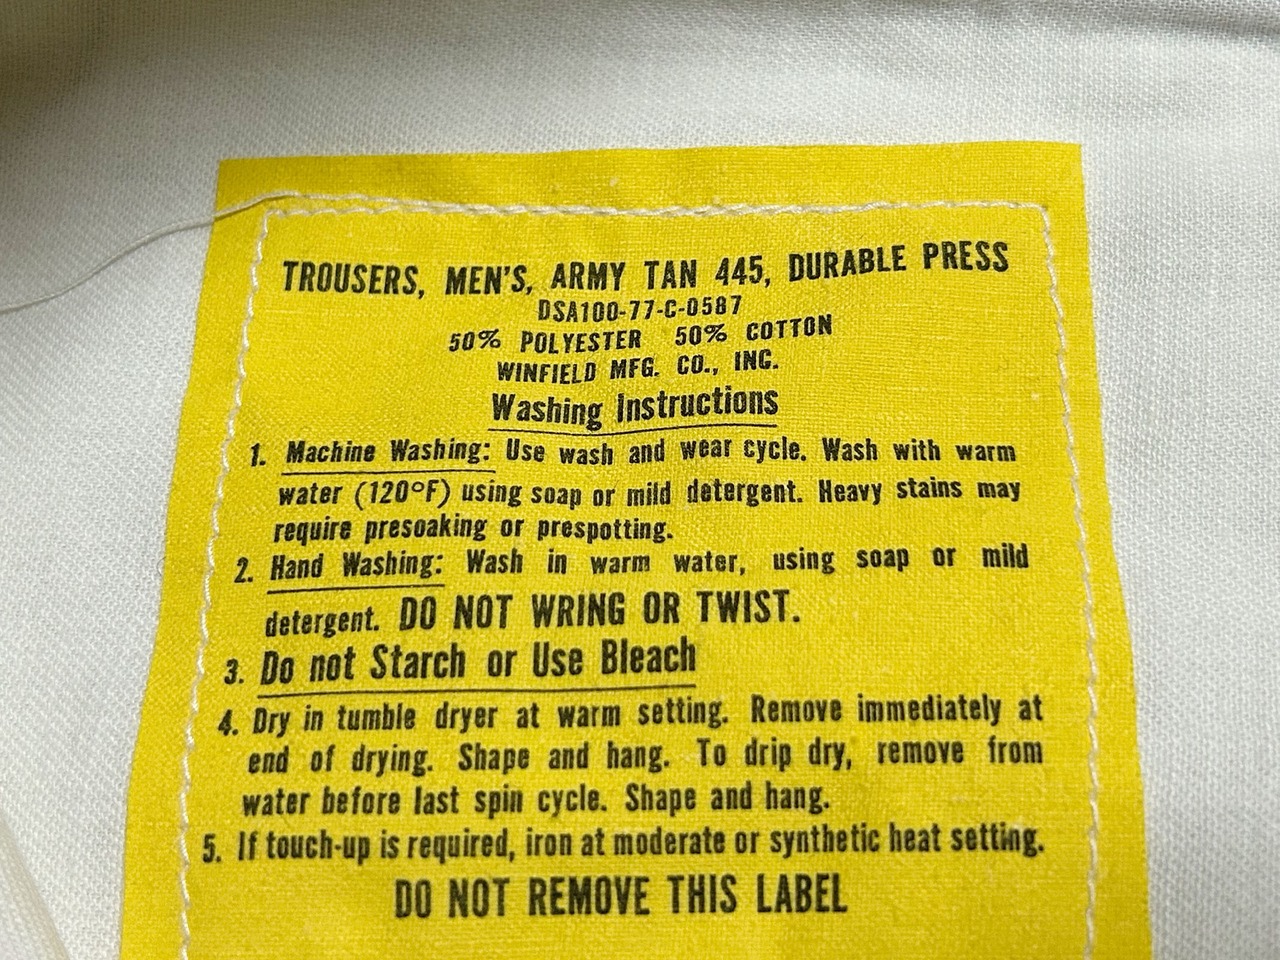 TROUSERS, MEN'S, ARMY TAN 445, DURABLE PRESS
DSA100-77-C-0587
50% POLYESTER 50% COTTON
WINFIELD MFG. CO., INC.
Washing Instructions
1. Machine Washing: Use wash and wear cycle. Wash with warm
water (120°F) using soap or mild detergent. Heavy stains may
require presoaking or prespotting.
2. Hand Washing: Wash in warm water, using soap or mild
detergent. DO NOT WRING OR TWIST.
3. Do not Starch or Use Bleach
4. Dry in tumble dryer at warm setting. Remove immediately at
end of drying. Shape and hang. To drip dry, remove from
water before last spin cycle. Shape and hang.
5. If touch-up is required, iron at moderate or synthetic heat setting.
DO NOT REMOVE THIS LABEL